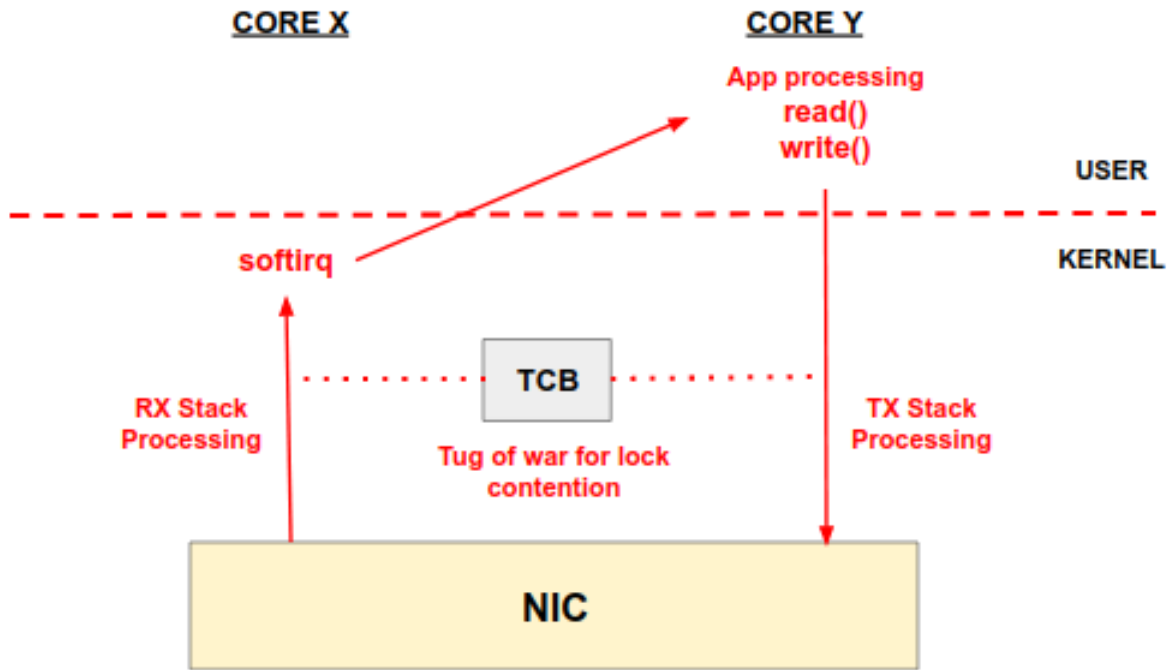 CORE X
CORE Y
App processing
read()
write()
USER
softirq
KERNEL
TCB
RX Stack
Processing
TX Stack
Processing
Tug of war for lock
contention
NIC